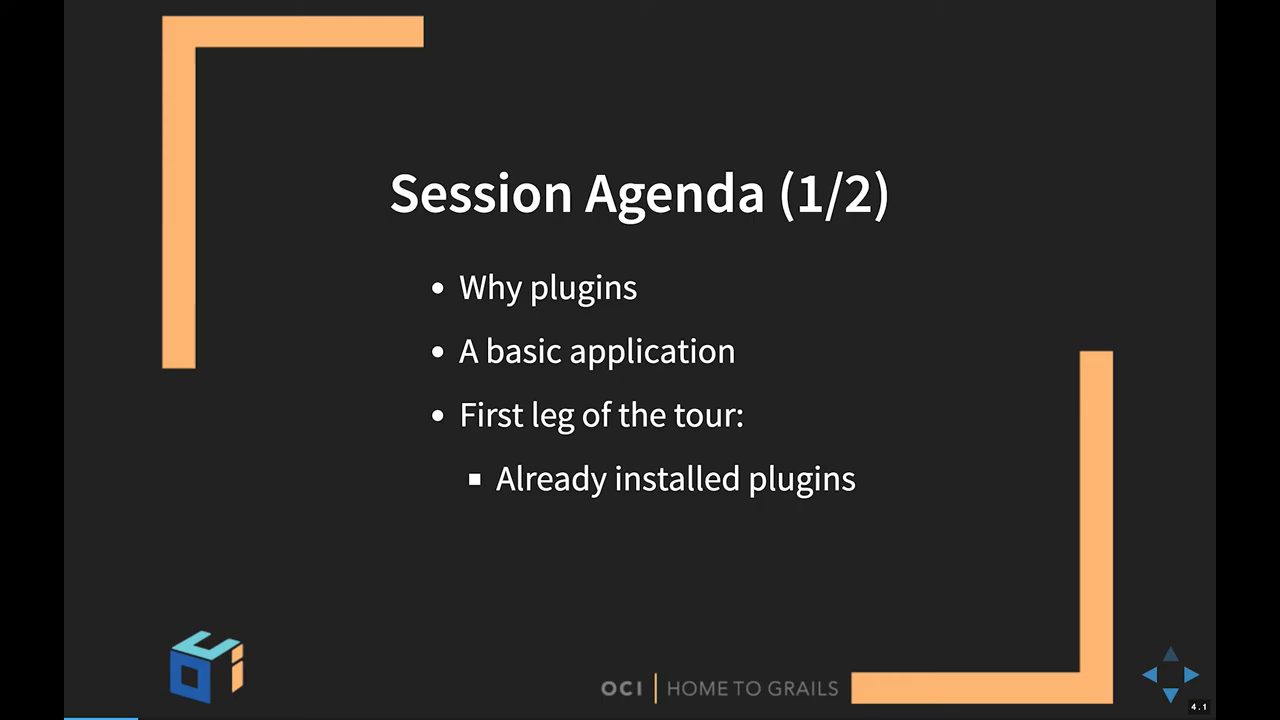 Session Agenda (1/2)
Why plugins
A basic application
First leg of the tour:
Already installed plugins
OCI | HOME TO GRAILS
4.1